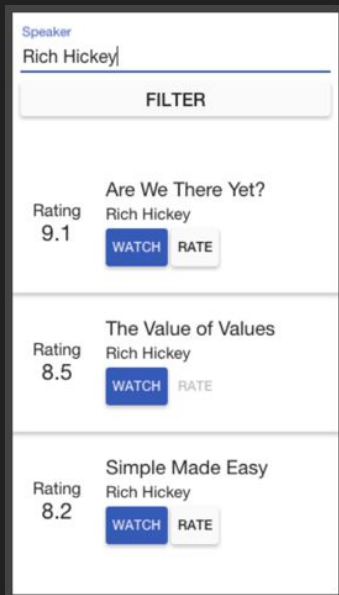 Speaker
Rich Hickey
FILTER
Are We There Yet?
Rating
Rich Hickey
9.1
WATCH RATE
The Value of Values
Rating
Rich Hickey
8.5
WATCH RATE
Simple Made Easy
Rating
Rich Hickey
8.2
WATCH RATE